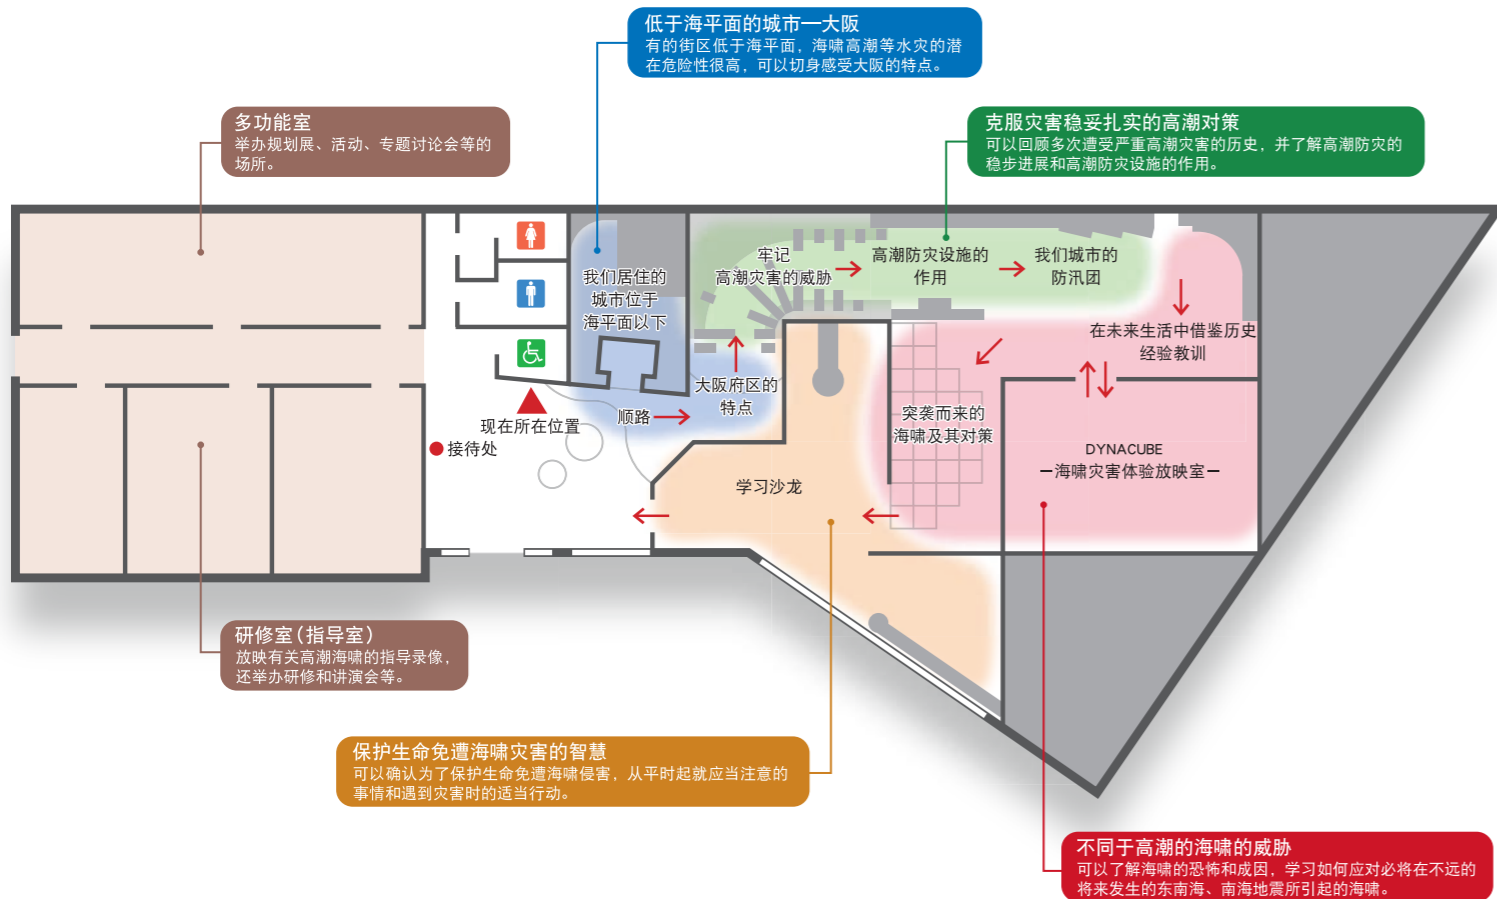 低于海平面的城市—大阪
有的街区低于海平面，海啸高潮等水灾的潜
在危险性很高，可以切身感受大阪的特点。
多功能室
举办规划展、活动、专题讨论会等的
场所。
克服灾害稳妥扎实的高潮对策
可以回顾多次遭受严重高潮灾害的历史，并了解高潮防灾的
稳步进展和高潮防灾设施的作用。
我们居住的
城市位于
海平面以下
牢记
高潮灾害的威胁
高潮防灾设施的
作用
我们城市的
防汛团
在未来生活中借鉴历史
经验教训
大阪府区的
特点
顺路
现在所在位置
接待处
突袭而来的
海啸及其对策
DYNACUBE
—海啸灾害体验放映室—
学习沙龙
研修室（指导室）
放映有关高潮海啸的指导录像，
还举办研修和讲演会等。
保护生命免遭海啸灾害的智慧
可以确认为了保护生命免遭海啸侵害，从平时起就应当注意的
事情和遇到灾害时的适当行动。
不同于高潮的海啸的威胁
可以了解海啸的恐怖和成因，学习如何应对必将在不远的
将来发生的东南海、南海地震所引起的海啸。